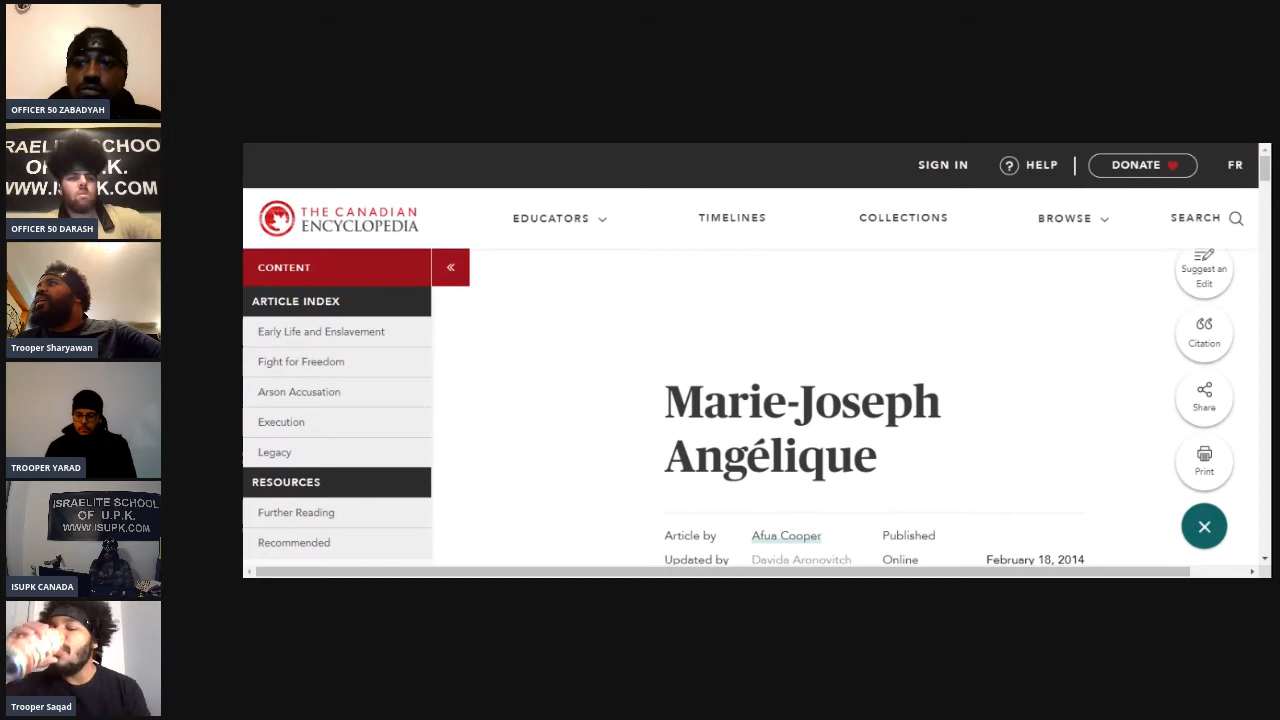 OFFICER 50 ZABADYAH
RAELITE SCHOO
OF U.P.K.
WWW.IS PK.COM
OFFICER 50 DARASH
Trooper Sharyawan
TROOPER YARAD
ISRAELITE SCHOOL
OF U.P.K.
WWW.ISUPK.COM
ISUPK CANADA
Trooper Saqad
SIGN IN
? HELP
DONATE
FR
THE CANADIAN
ENCYCLOPEDIA
EDUCATORS
TIMELINES
COLLECTIONS
BROWSE
SEARCH
CONTENT
«
ARTICLE INDEX
Early Life and Enslavement
Fight for Freedom
Arson Accusation
Execution
Legacy
RESOURCES
Further Reading
Recommended
Marie-Joseph
Angélique
Article by Afua Cooper Published
Updated by Davida Aronovitch Online February 18, 2014
Suggest an
Edit
Citation
Share
Print